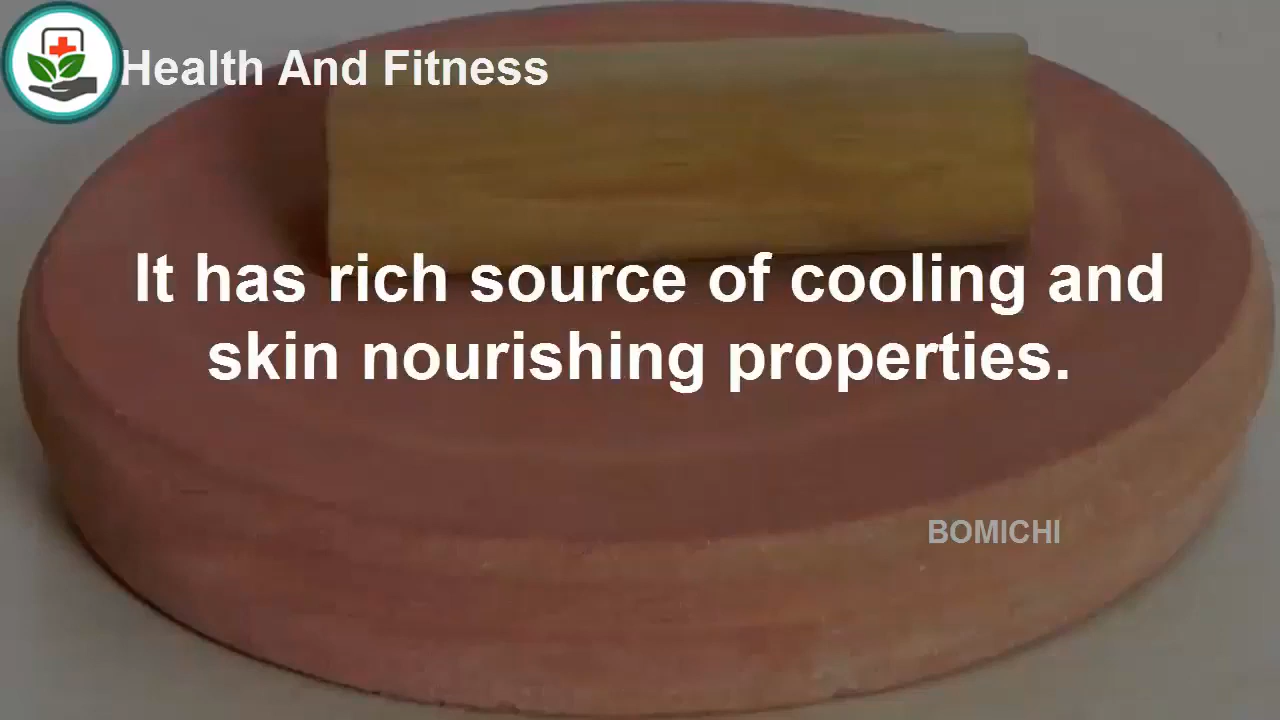 Health And Fitness
It has rich source of cooling and
skin nourishing properties.
BOMICHI